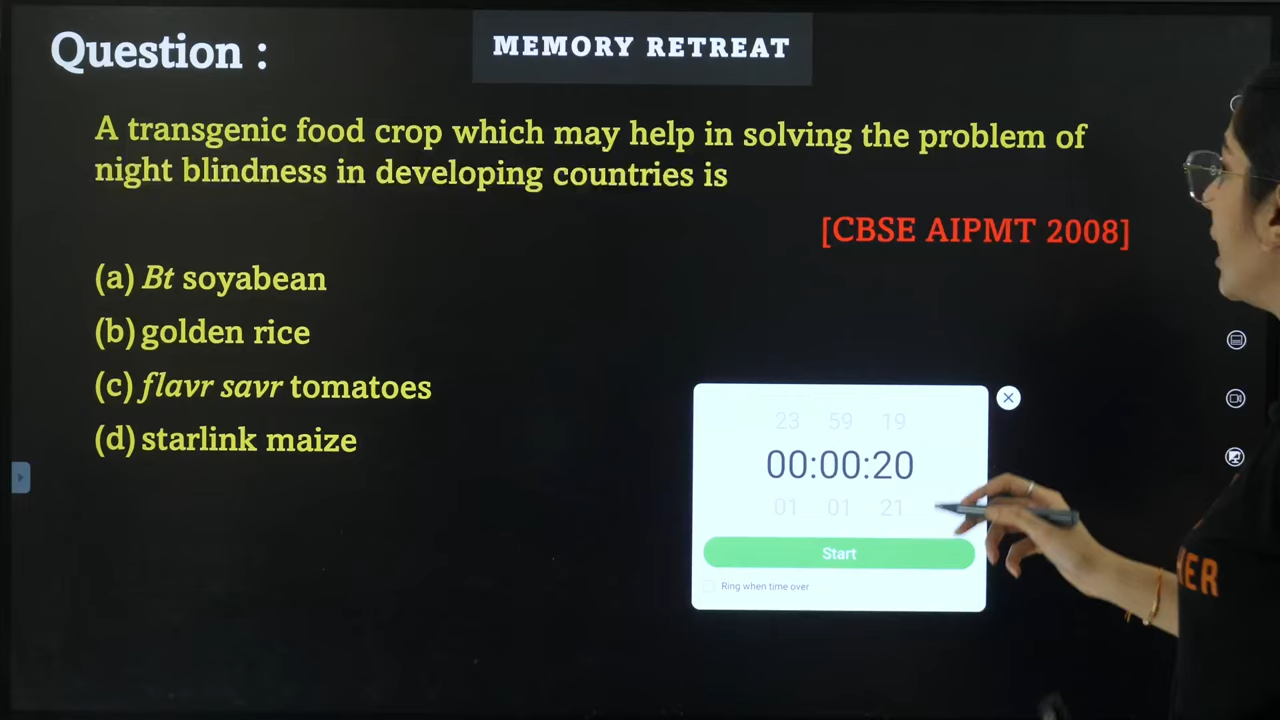 Question :
MEMORY RETREAT
A transgenic food crop which may help in solving the problem of
night blindness in developing countries is
[CBSE AIPMT 2008]
(a) Bt soyabean
(b) golden rice
(c) flavr savr tomatoes
(d) starlink maize
23 59 19
00:00:20
01 01 21
Start
Ring when time over